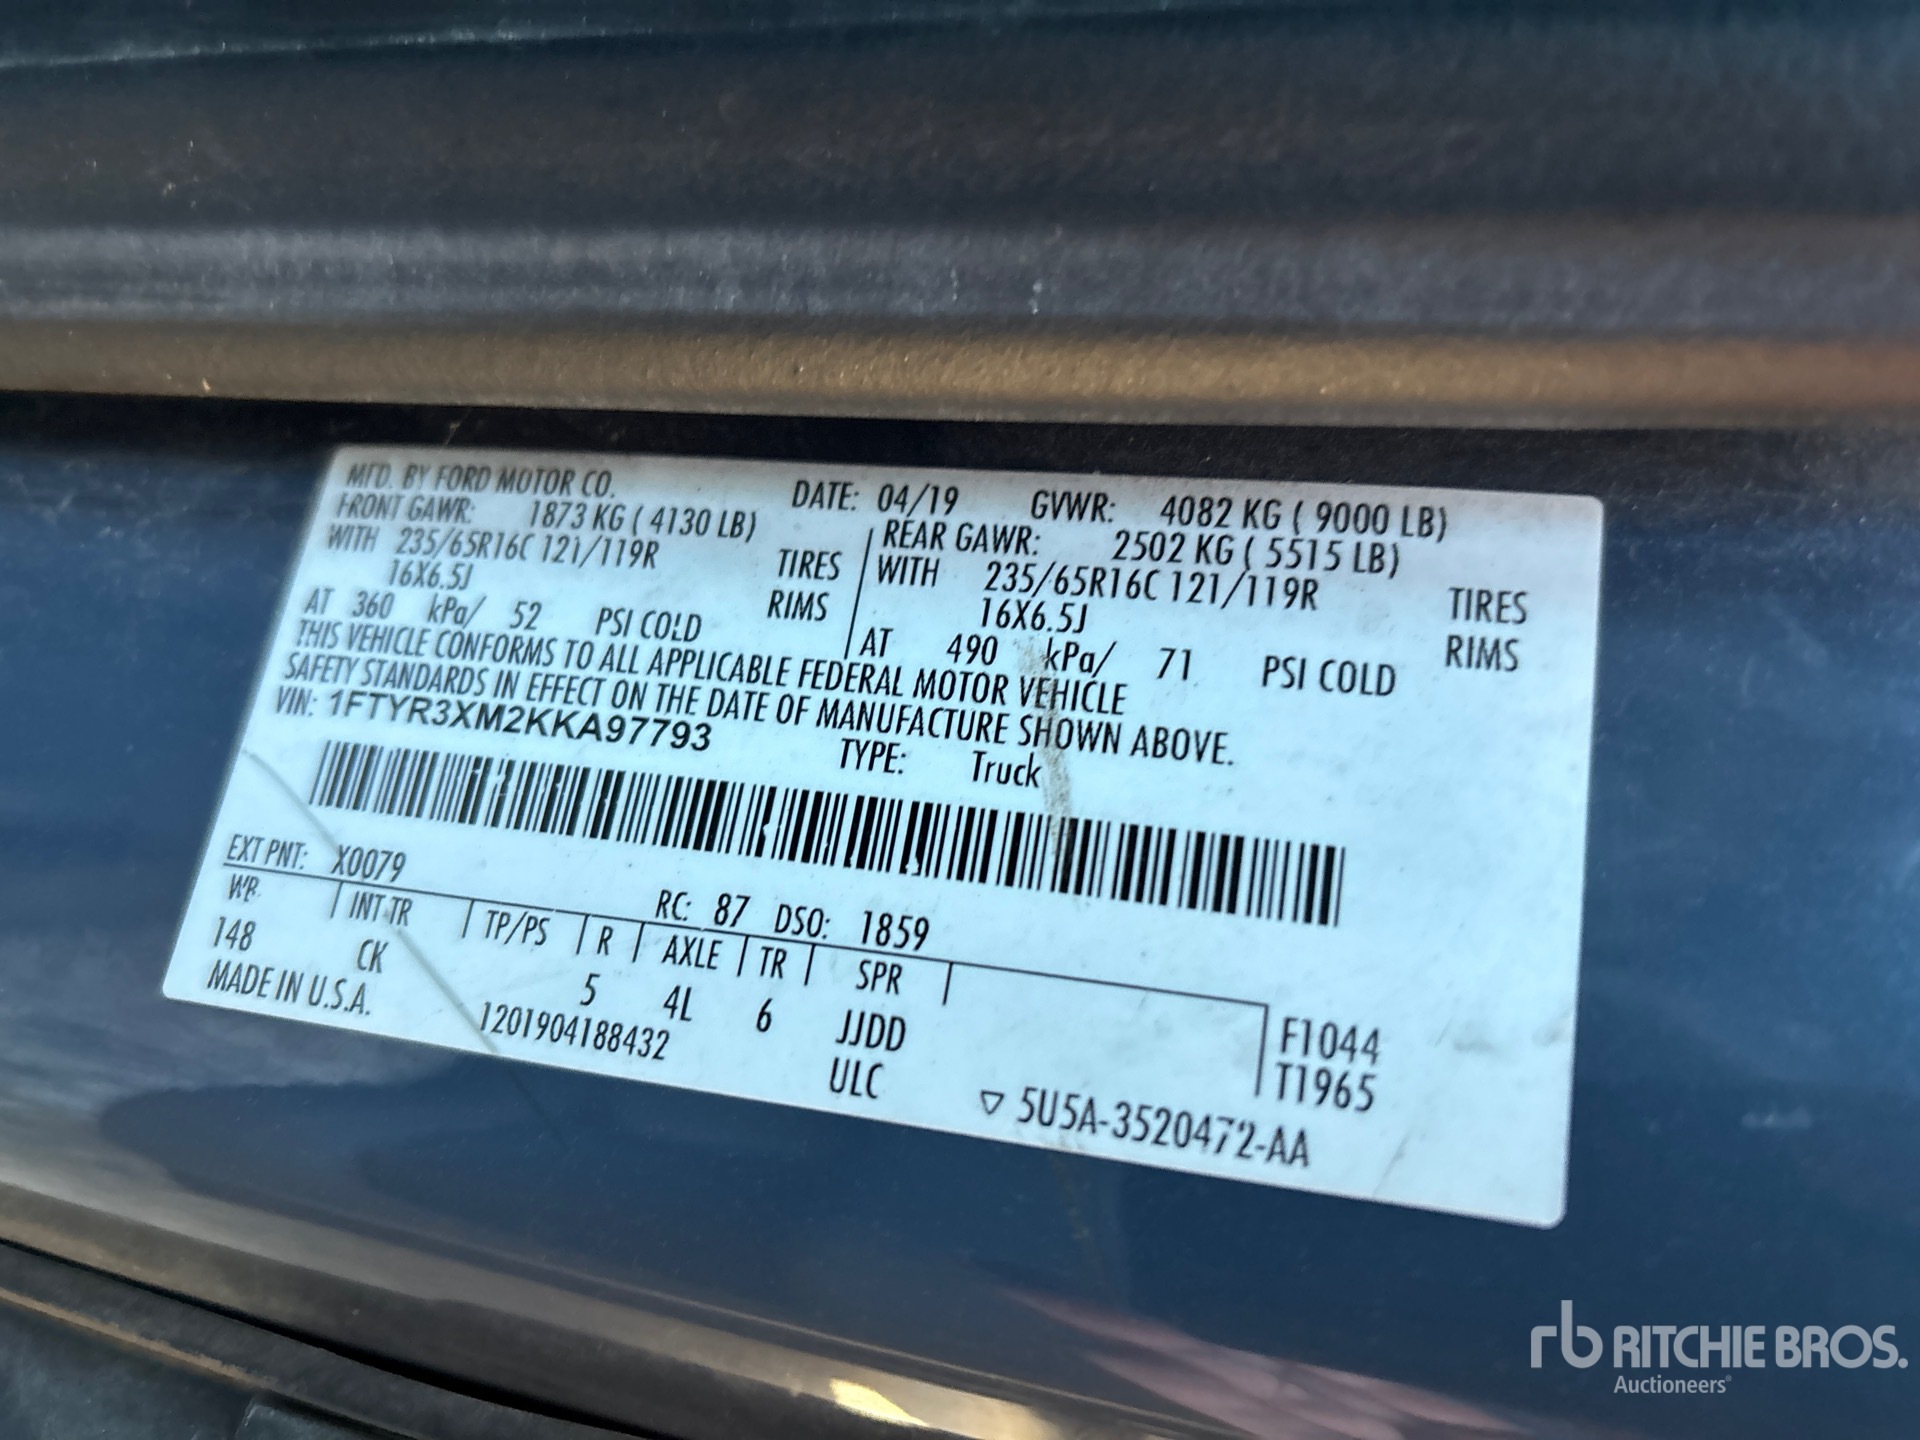 MFD. BY FORD MOTOR CO. DATE: 04/19 GVWR: 4082 KG ( 9000 LB)
FRONT GAWR: 1873 KG ( 4130 LB) REAR GAWR: 2502 KG ( 5515 LB)
WITH 235/65R16C 121/119R TIRES WITH 235/65R16C 121/119R TIRES
16X6.5J RIMS 16X6.5J RIMS
AT 360 kPa/ 52 PSI COLD AT 490 kPa/ 71 PSI COLD
THIS VEHICLE CONFORMS TO ALL APPLICABLE FEDERAL MOTOR VEHICLE
SAFETY STANDARDS IN EFFECT ON THE DATE OF MANUFACTURE SHOWN ABOVE.
VIN: 1FTYR3XM2KKA97793 TYPE: Truck
EXT PNT: X0079 RC: 87 DSO: 1859
WB INT TR TP/PS R AXLE TR SPR
148 CK 5 4L 6 JJDD F1044
MADE IN U.S.A. 1201904188432 ULC T1965
▽ 5U5A-3520472-AA
rb RITCHIE BROS.
Auctioneers®